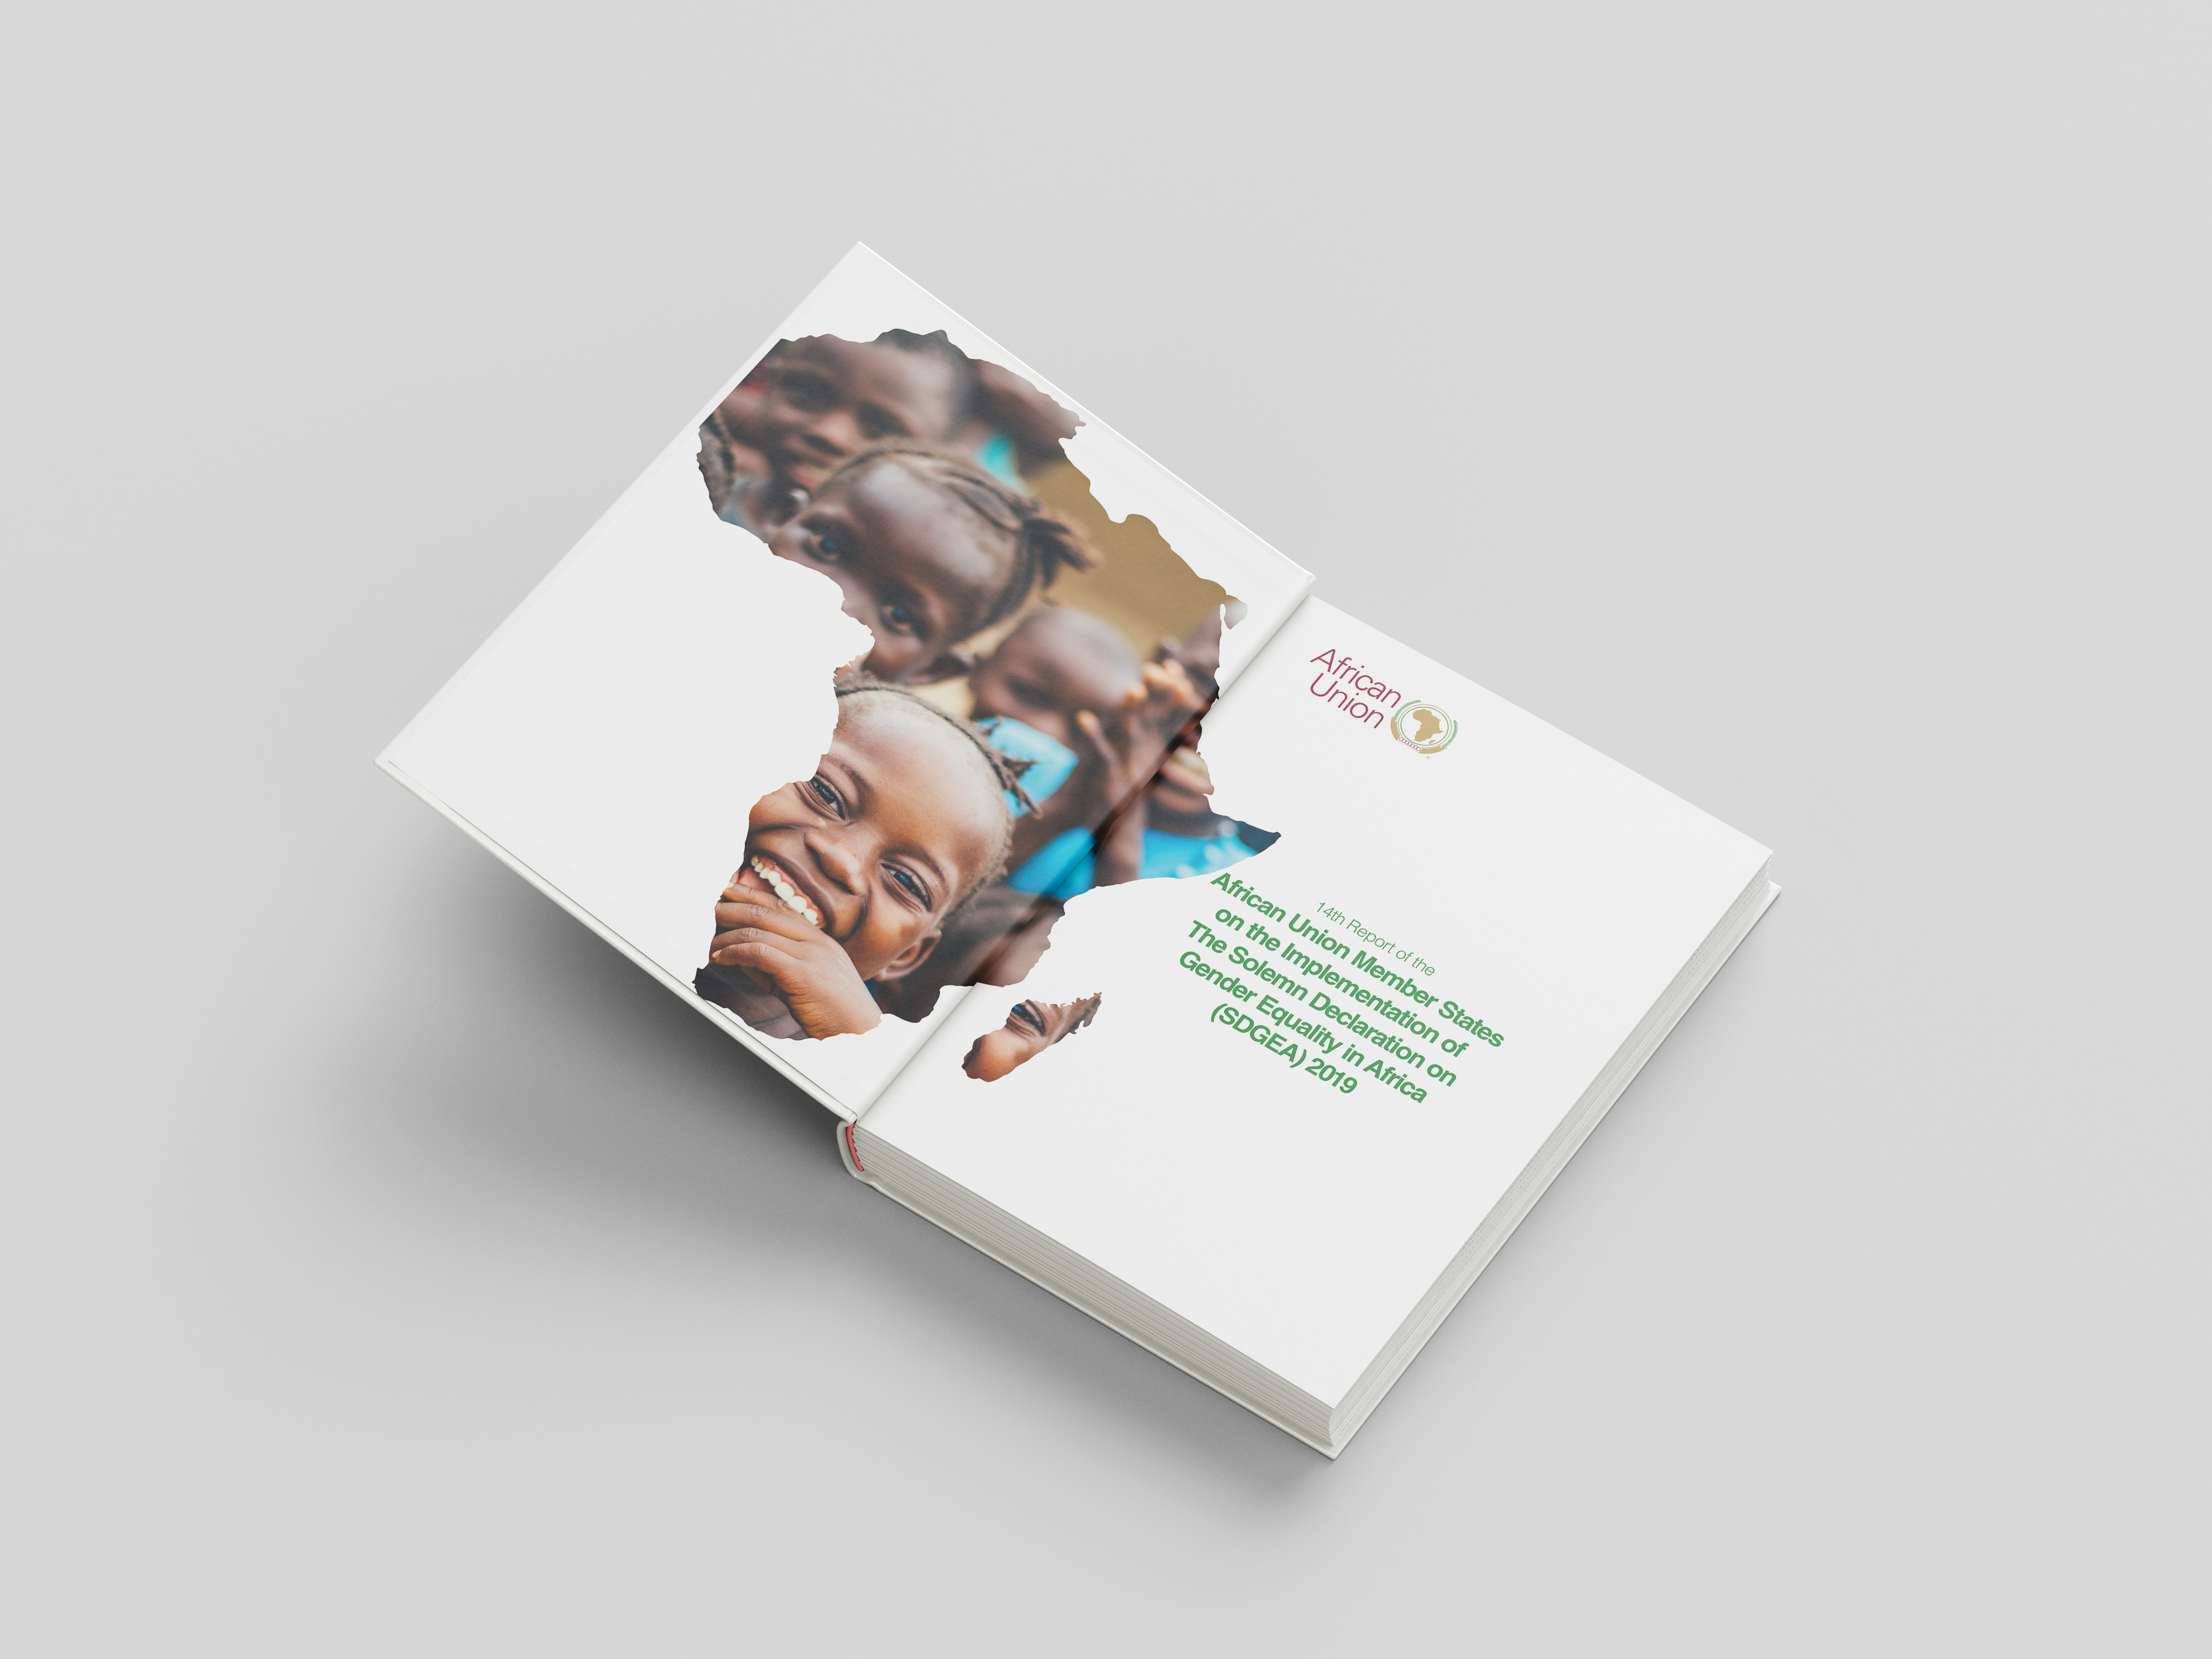 African
Union
14th Report of the
African Union Member States
on the Implementation of
The Solemn Declaration on
Gender Equality in Africa
(SDGEA) 2019